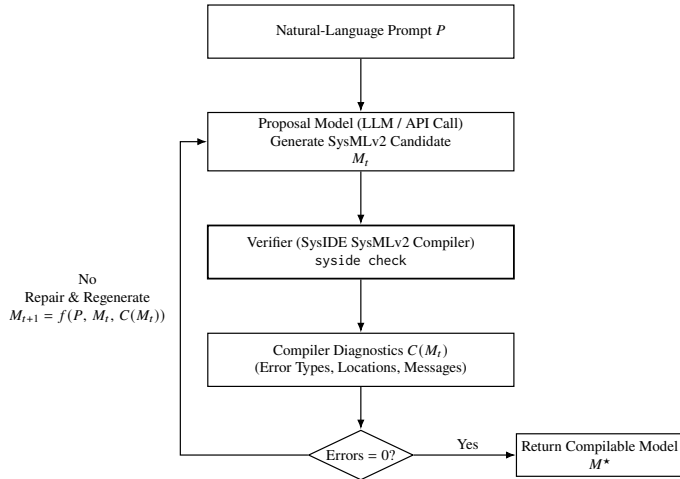 Natural-Language Prompt P
Proposal Model (LLM / API Call)
Generate SysMLv2 Candidate
M_t
Verifier (SysIDE SysMLv2 Compiler)
syside check
No
Repair & Regenerate
M_{t+1} = f(P, M_t, C(M_t))
Compiler Diagnostics C(M_t)
(Error Types, Locations, Messages)
Errors = 0?
Yes
Return Compilable Model
M^★